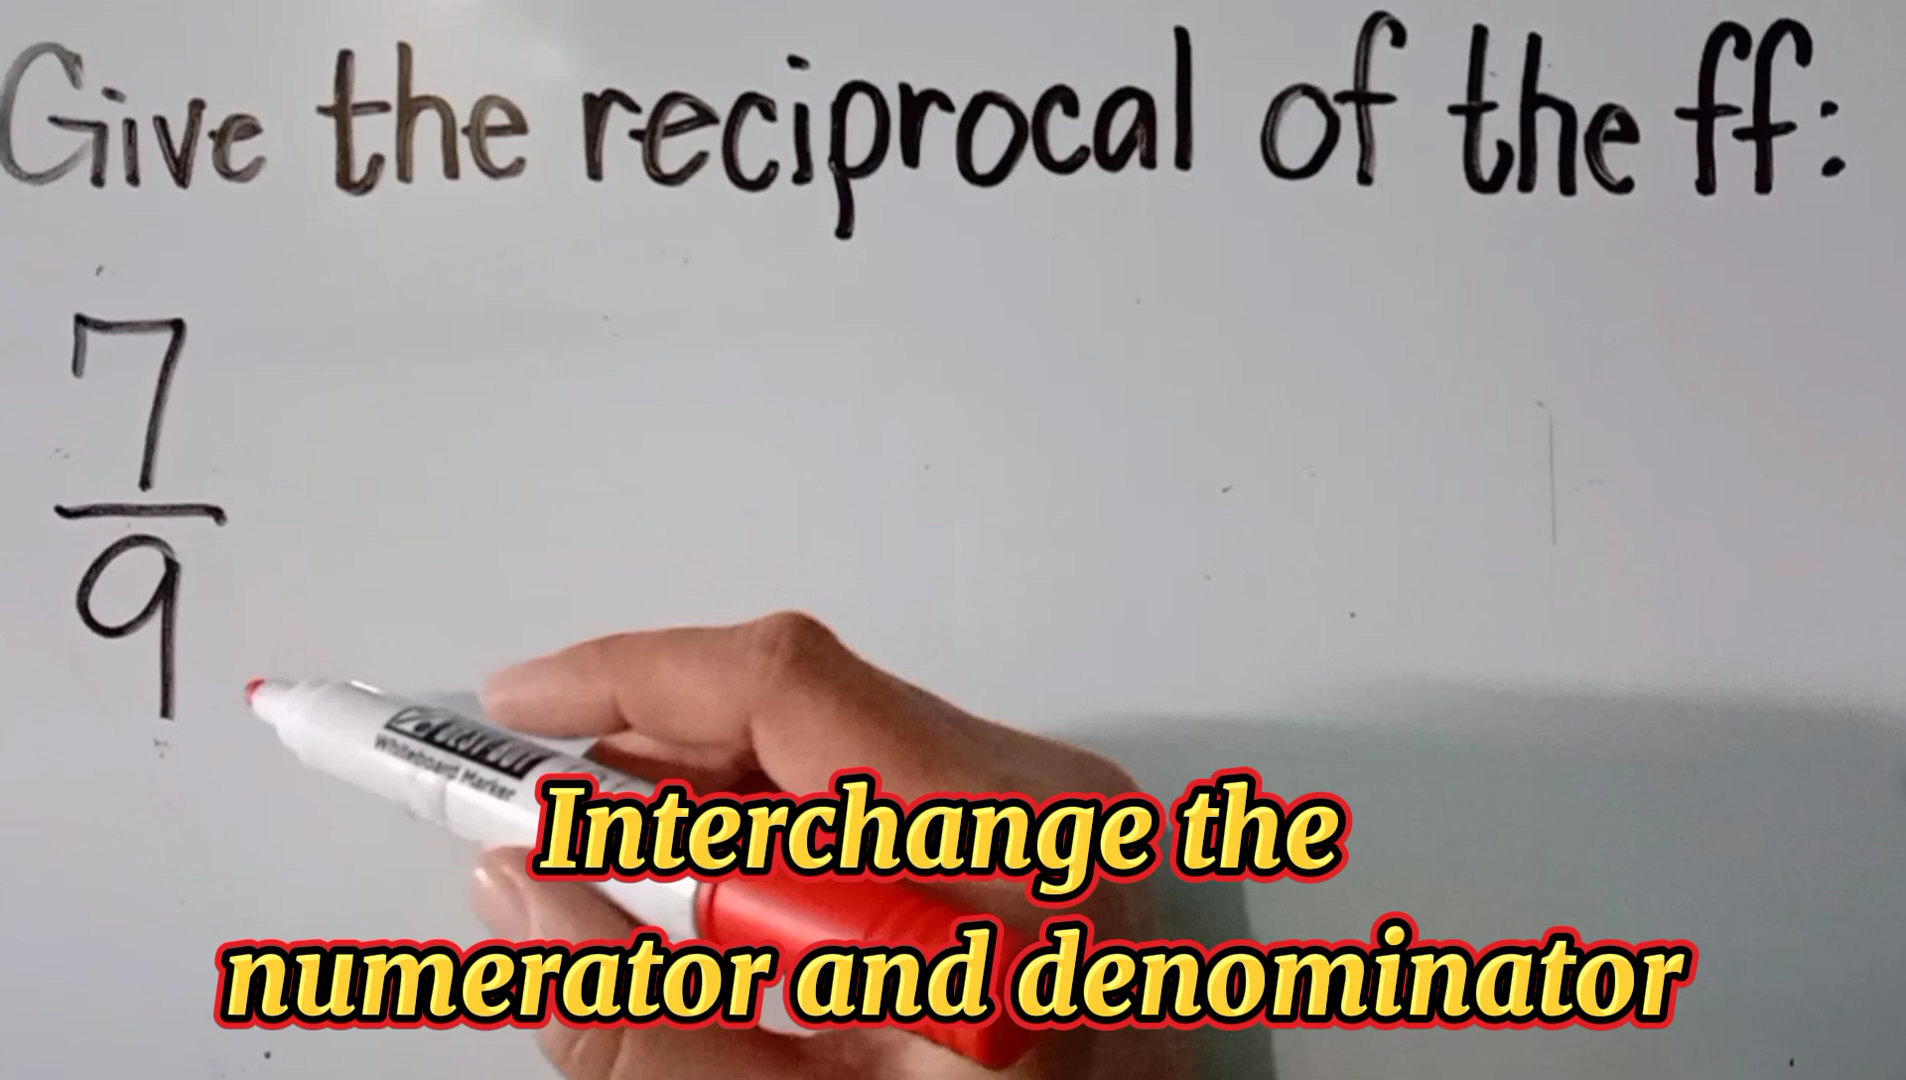 Give the reciprocal of the ff:
7
9
Whiteboard Marker
Interchange the
numerator and denominator